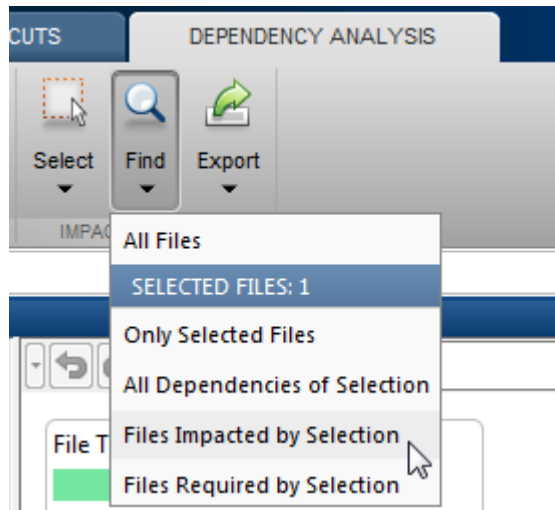 CUTS
DEPENDENCY ANALYSIS
Select
Find
Export
IMPAC
All Files
SELECTED FILES: 1
Only Selected Files
All Dependencies of Selection
Files Impacted by Selection
File T
Files Required by Selection